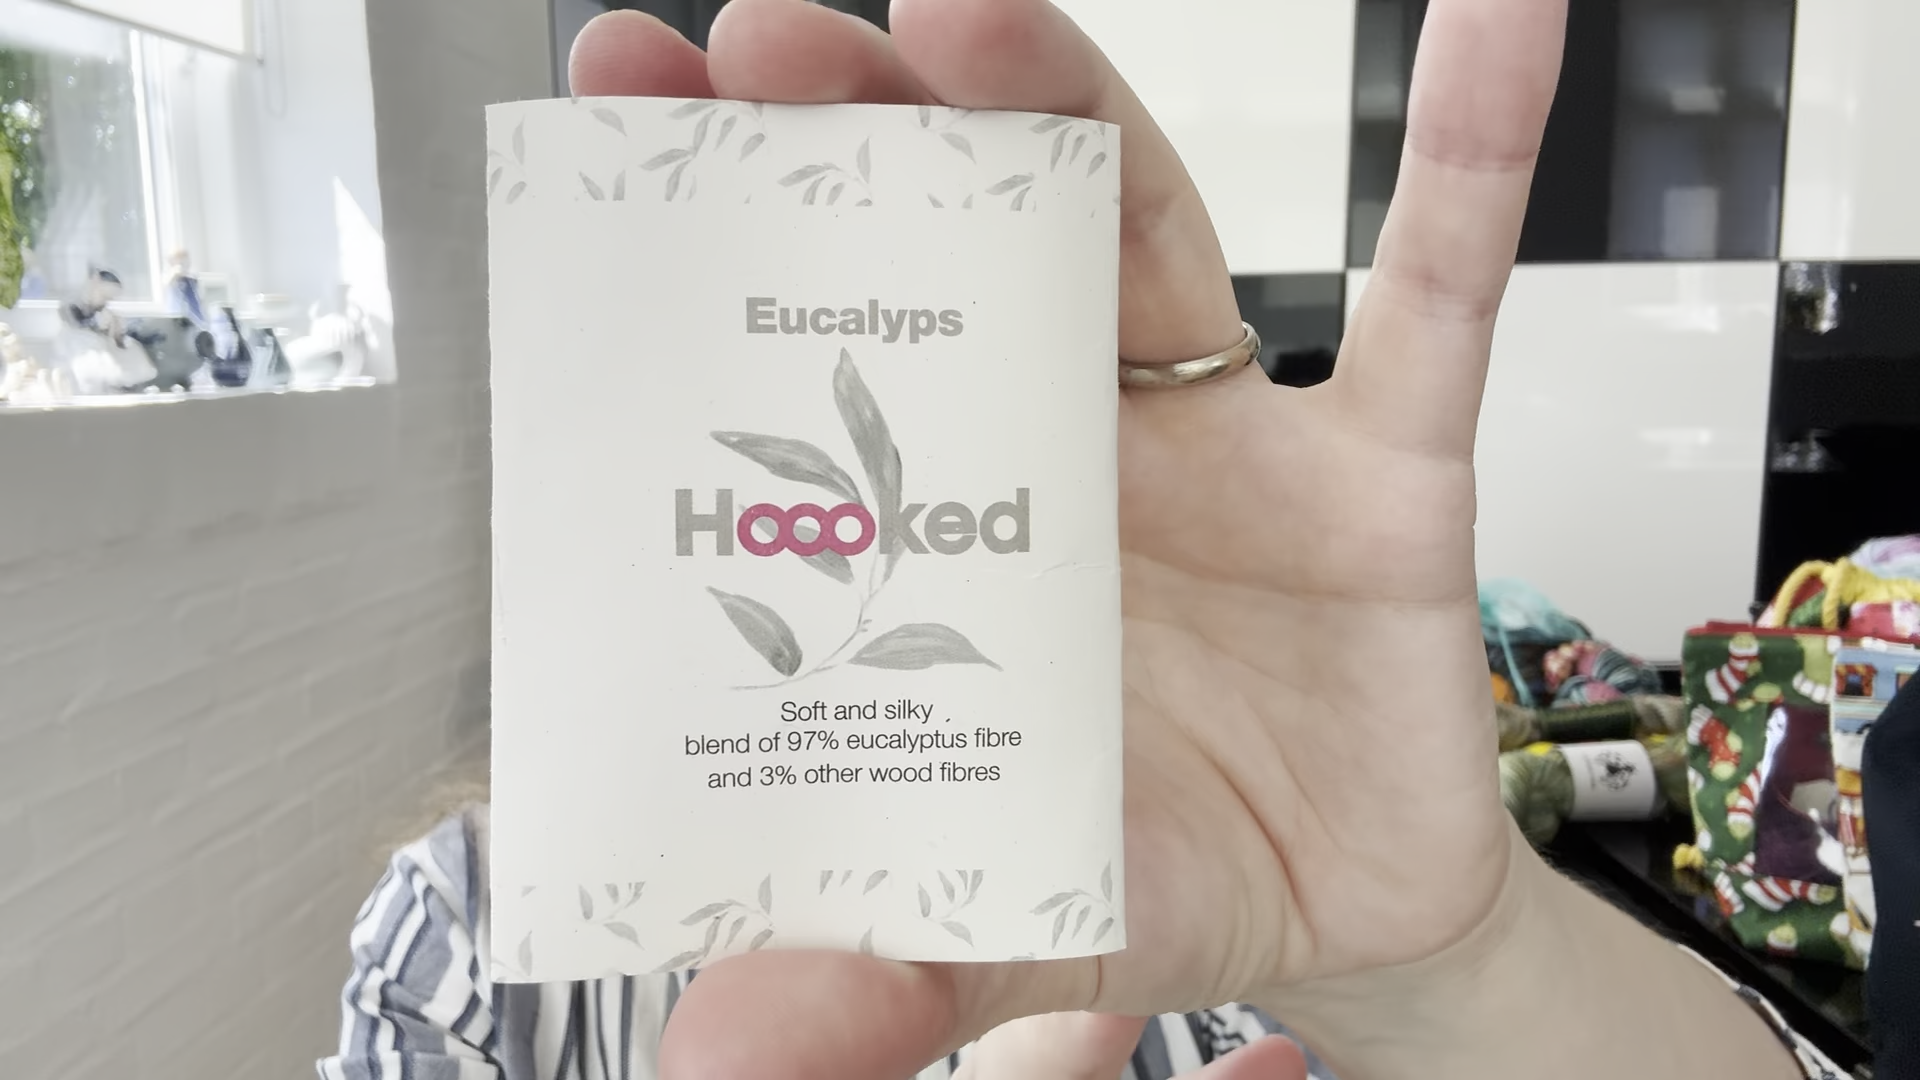 Eucalyps
Hoooked
Soft and silky
blend of 97% eucalyptus fibre
and 3% other wood fibres